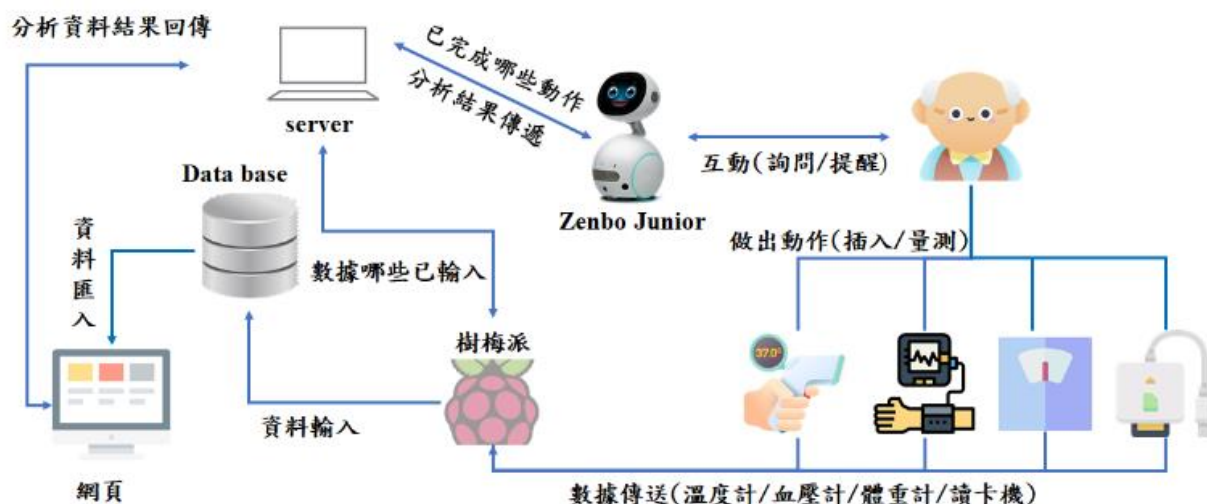 分析資料結果回傳
已完成哪些動作
分析結果傳遞
server
Data base
Zenbo Junior
互動(詢問/提醒)
做出動作(插入/量測)
資料匯入
數據哪些已輸入
樹梅派
37.0°
資料輸入
網頁
數據傳送(溫度計/血壓計/體重計/讀卡機)